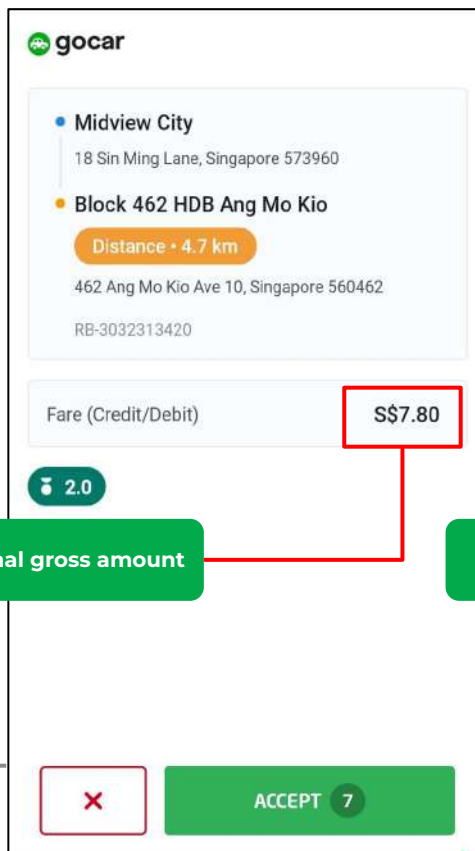 gocar
Midview City
18 Sin Ming Lane, Singapore 573960
Block 462 HDB Ang Mo Kio
Distance • 4.7 km
462 Ang Mo Kio Ave 10, Singapore 560462
RB-3032313420
Fare (Credit/Debit) S$7.80
2.0
gross amount
ACCEPT 7